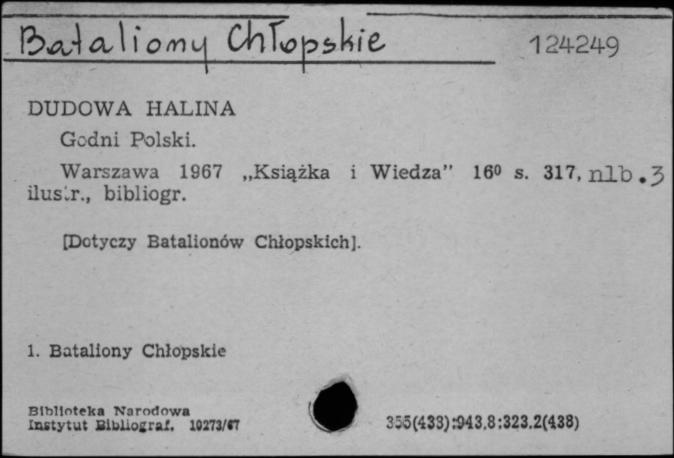 Bataliony Chłopskie 124249
DUDOWA HALINA
Godni Polski.
Warszawa 1967 „Książka i Wiedza” 16⁰ s. 317, nlb. 3
ilustr., bibliogr.
[Dotyczy Batalionów Chłopskich].
1. Bataliony Chłopskie
Biblioteka Narodowa
Instytut Bibliograf. 10273/67
355(438):943.8:323.2(438)